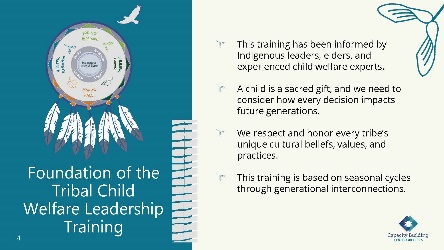 Foundation of the
Tribal Child
Welfare Leadership
Training
4
This training has been informed by
Indigenous leaders, elders, and
experienced child welfare experts.
A child is a sacred gift, and we need to
consider how every decision impacts
future generations.
We respect and honor every tribe's
unique cultural beliefs, values, and
practices.
This training is based on seasonal cycles
through generational interconnections.
Capacity Building